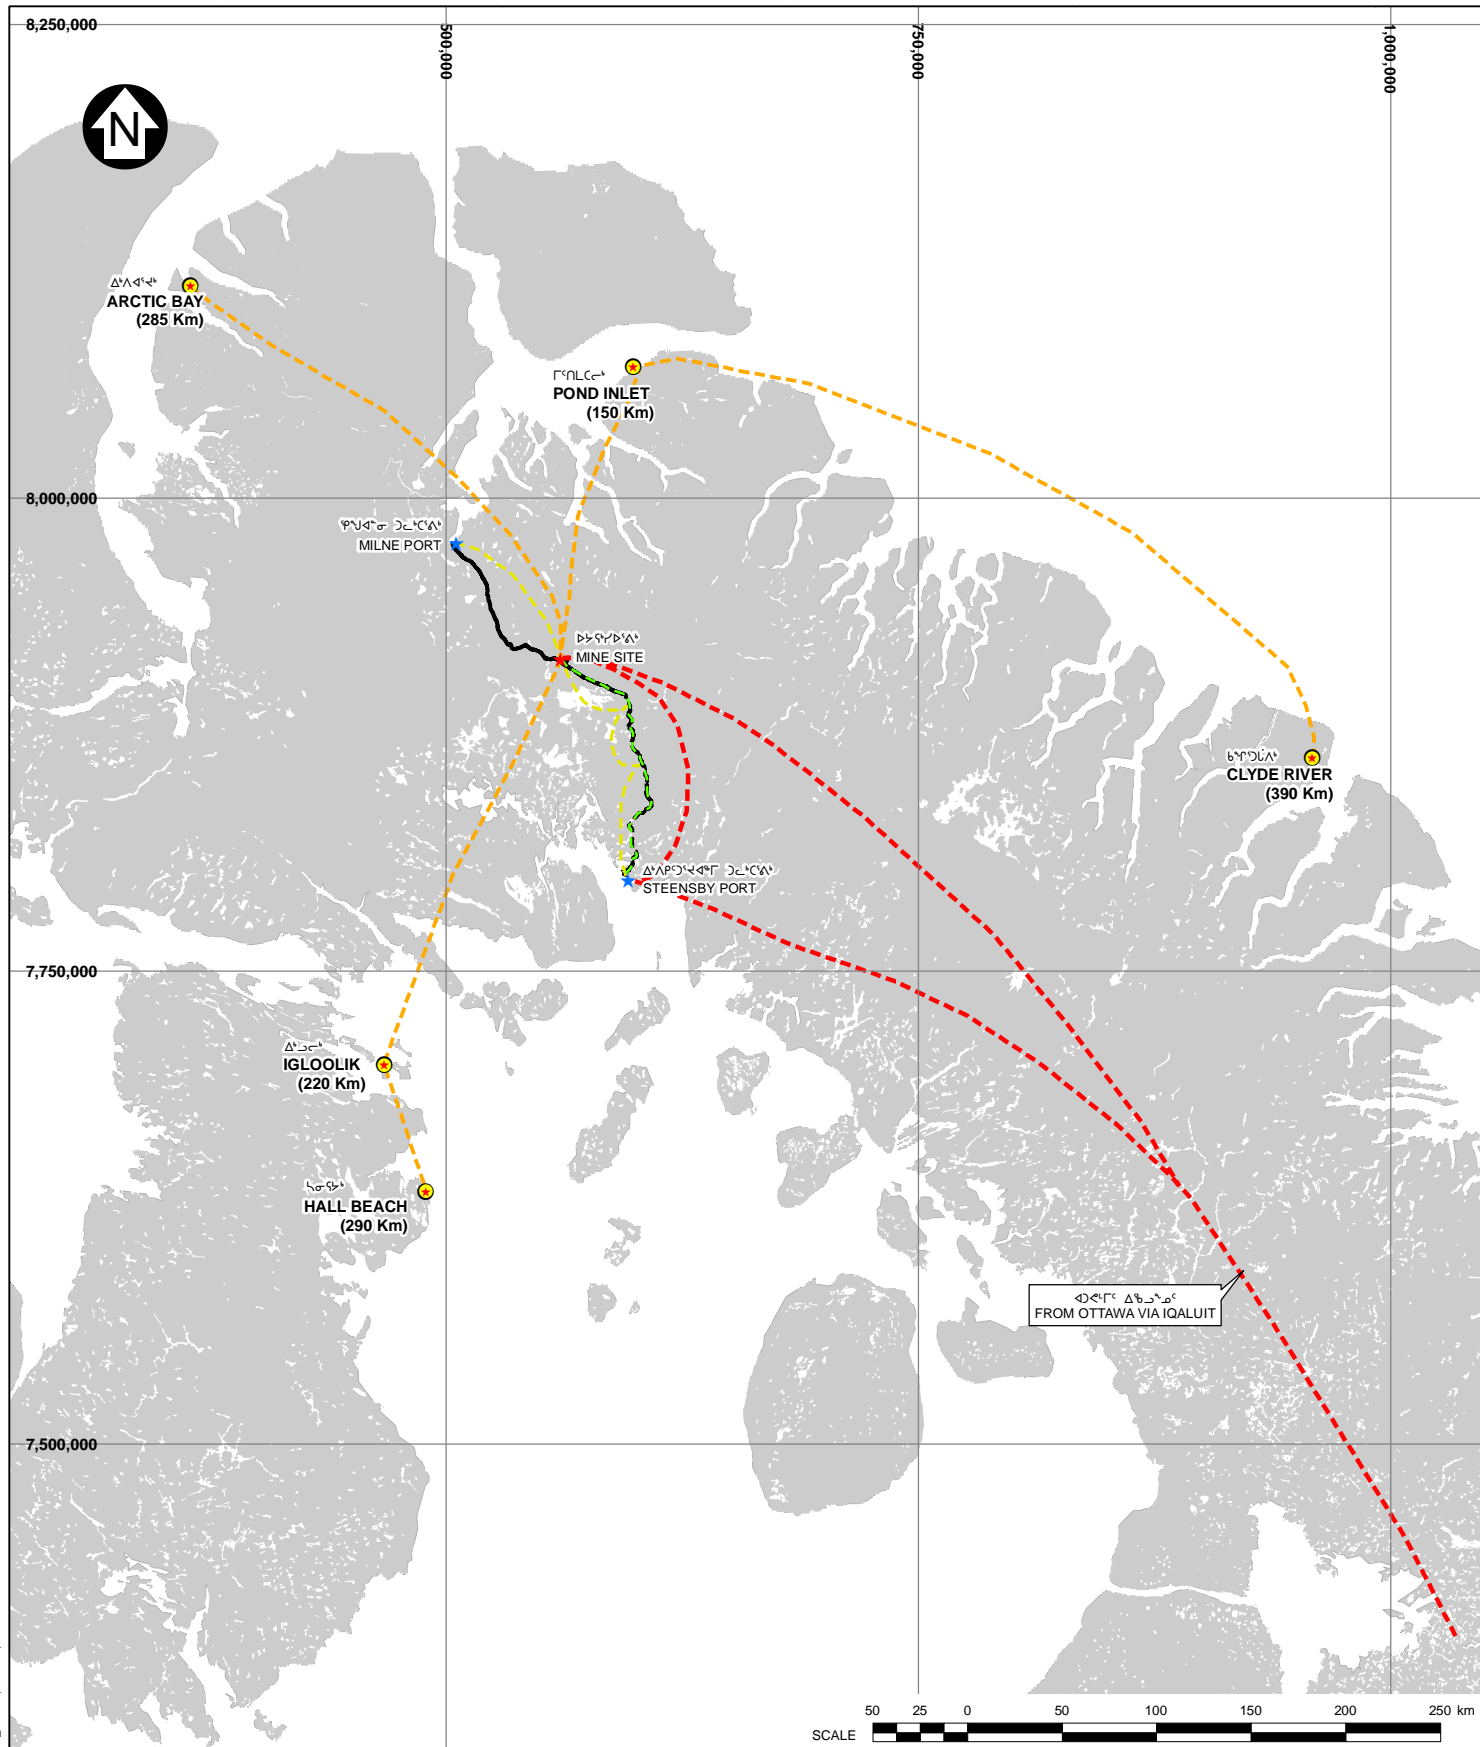 8,250,000
500,000
750,000
1,000,000
N
ARCTIC BAY
(285 Km)
POND INLET
(150 Km)
8,000,000
MILNE PORT
MINE SITE
ᑲᖏᖅᑐᒑᐱᒃ
CLYDE RIVER
(390 Km)
STEENSBY PORT
7,750,000
ᐃᒡᓗᓕᒃ
IGLOOLIK
(220 Km)
ᓴᓂᕋᔭᒃ
HALL BEACH
(290 Km)
FROM OTTAWA VIA IQALUIT
7,500,000
50 25 0 50 100 150 200 250 km
SCALE